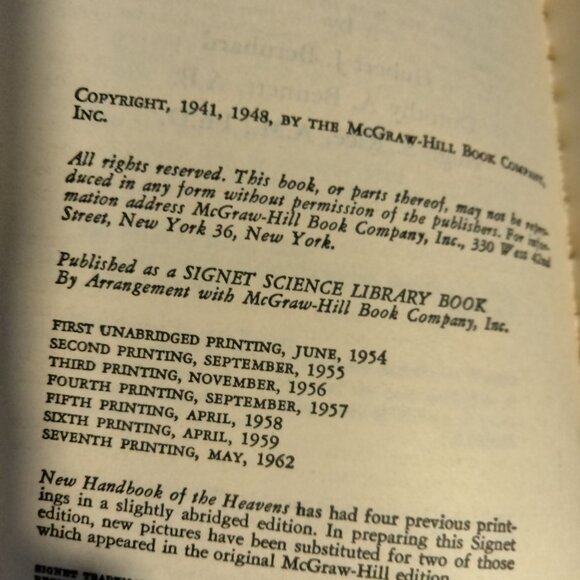 COPYRIGHT, 1941, 1948, BY THE MCGRAW-HILL BOOK COMPANY,
INC.
All rights reserved. This book, or parts thereof, may not be repro-
duced in any form without permission of the publishers. For infor-
mation address McGraw-Hill Book Company, Inc., 330 West 42nd
Street, New York 36, New York.
Published as a SIGNET SCIENCE LIBRARY BOOK
By Arrangement with McGraw-Hill Book Company, Inc.
FIRST UNABRIDGED PRINTING, JUNE, 1954
SECOND PRINTING, SEPTEMBER, 1955
THIRD PRINTING, NOVEMBER, 1956
FOURTH PRINTING, SEPTEMBER, 1957
FIFTH PRINTING, APRIL, 1958
SIXTH PRINTING, APRIL, 1959
SEVENTH PRINTING, MAY, 1962
New Handbook of the Heavens has had four previous print-
ings in a slightly abridged edition. In preparing this Signet
edition, new pictures have been substituted for two of those
which appeared in the original McGraw-Hill edition.
SIGNET